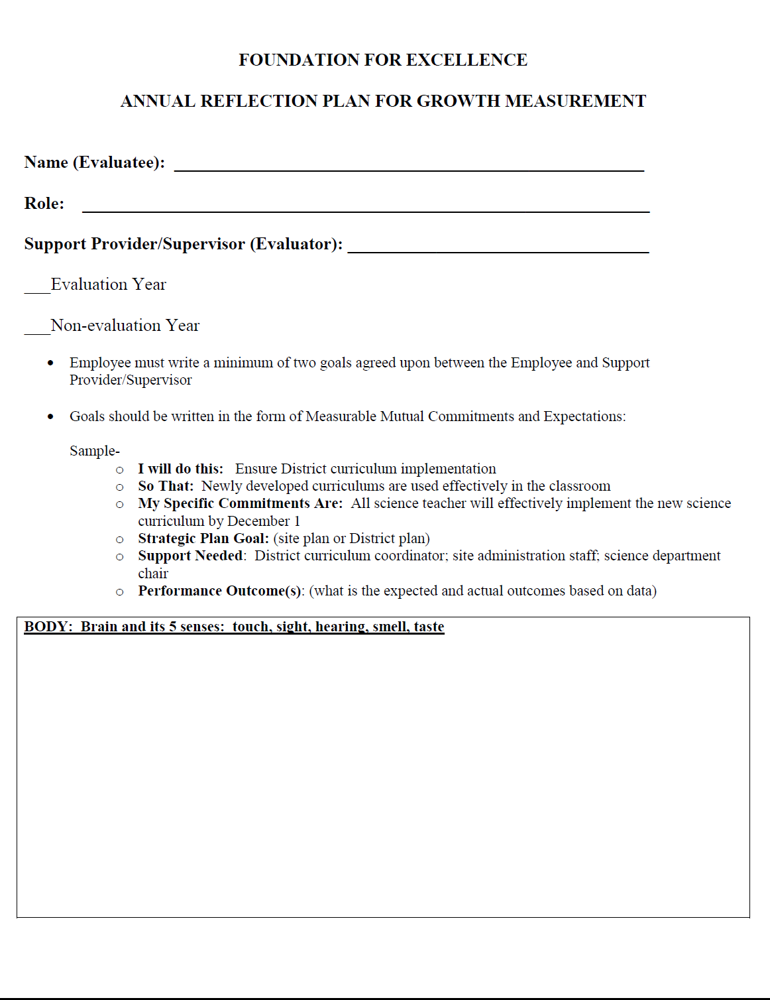 FOUNDATION FOR EXCELLENCE
ANNUAL REFLECTION PLAN FOR GROWTH MEASUREMENT
Name (Evaluatee): ______________________________________________________
Role: _________________________________________________________________
Support Provider/Supervisor (Evaluator): ___________________________________
___Evaluation Year
___Non-evaluation Year
• Employee must write a minimum of two goals agreed upon between the Employee and Support
Provider/Supervisor
• Goals should be written in the form of Measurable Mutual Commitments and Expectations:
Sample-
o I will do this: Ensure District curriculum implementation
o So That: Newly developed curriculums are used effectively in the classroom
o My Specific Commitments Are: All science teacher will effectively implement the new science
curriculum by December 1
o Strategic Plan Goal: (site plan or District plan)
o Support Needed: District curriculum coordinator; site administration staff; science department
chair
o Performance Outcome(s): (what is the expected and actual outcomes based on data)
BODY: Brain and its 5 senses: touch, sight, hearing, smell, taste